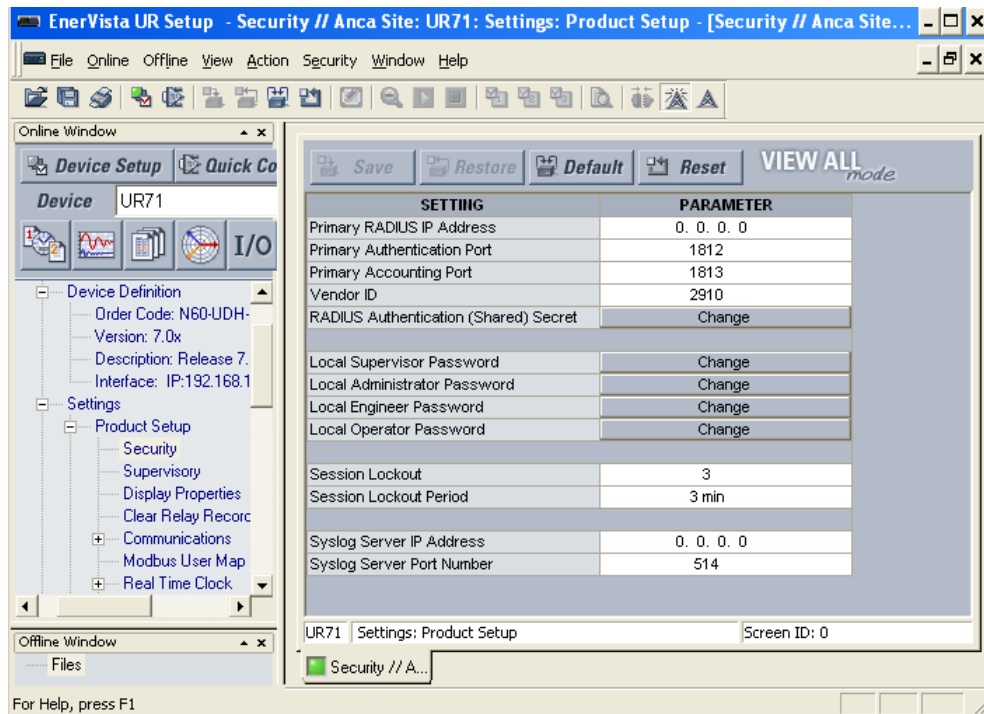 EnerVista UR Setup - Security // Anca Site: UR71: Settings: Product Setup - [Security // Anca Site...
File Online Offline View Action Security Window Help
Online Window
Device Setup Quick Co
Device UR71
I/O
Device Definition
Order Code: N60-UDH-
Version: 7.0x
Description: Release 7.
Interface: IP:192.168.1
Settings
Product Setup
Security
Supervisory
Display Properties
Clear Relay Recorc
Communications
Modbus User Map
Real Time Clock
Offline Window
Files
Save Restore Default Reset VIEW ALL mode
SETTING PARAMETER
Primary RADIUS IP Address 0. 0. 0. 0
Primary Authentication Port 1812
Primary Accounting Port 1813
Vendor ID 2910
RADIUS Authentication (Shared) Secret Change
Local Supervisor Password Change
Local Administrator Password Change
Local Engineer Password Change
Local Operator Password Change
Session Lockout 3
Session Lockout Period 3 min
Syslog Server IP Address 0. 0. 0. 0
Syslog Server Port Number 514
UR71 Settings: Product Setup Screen ID: 0
Security // A...
For Help, press F1